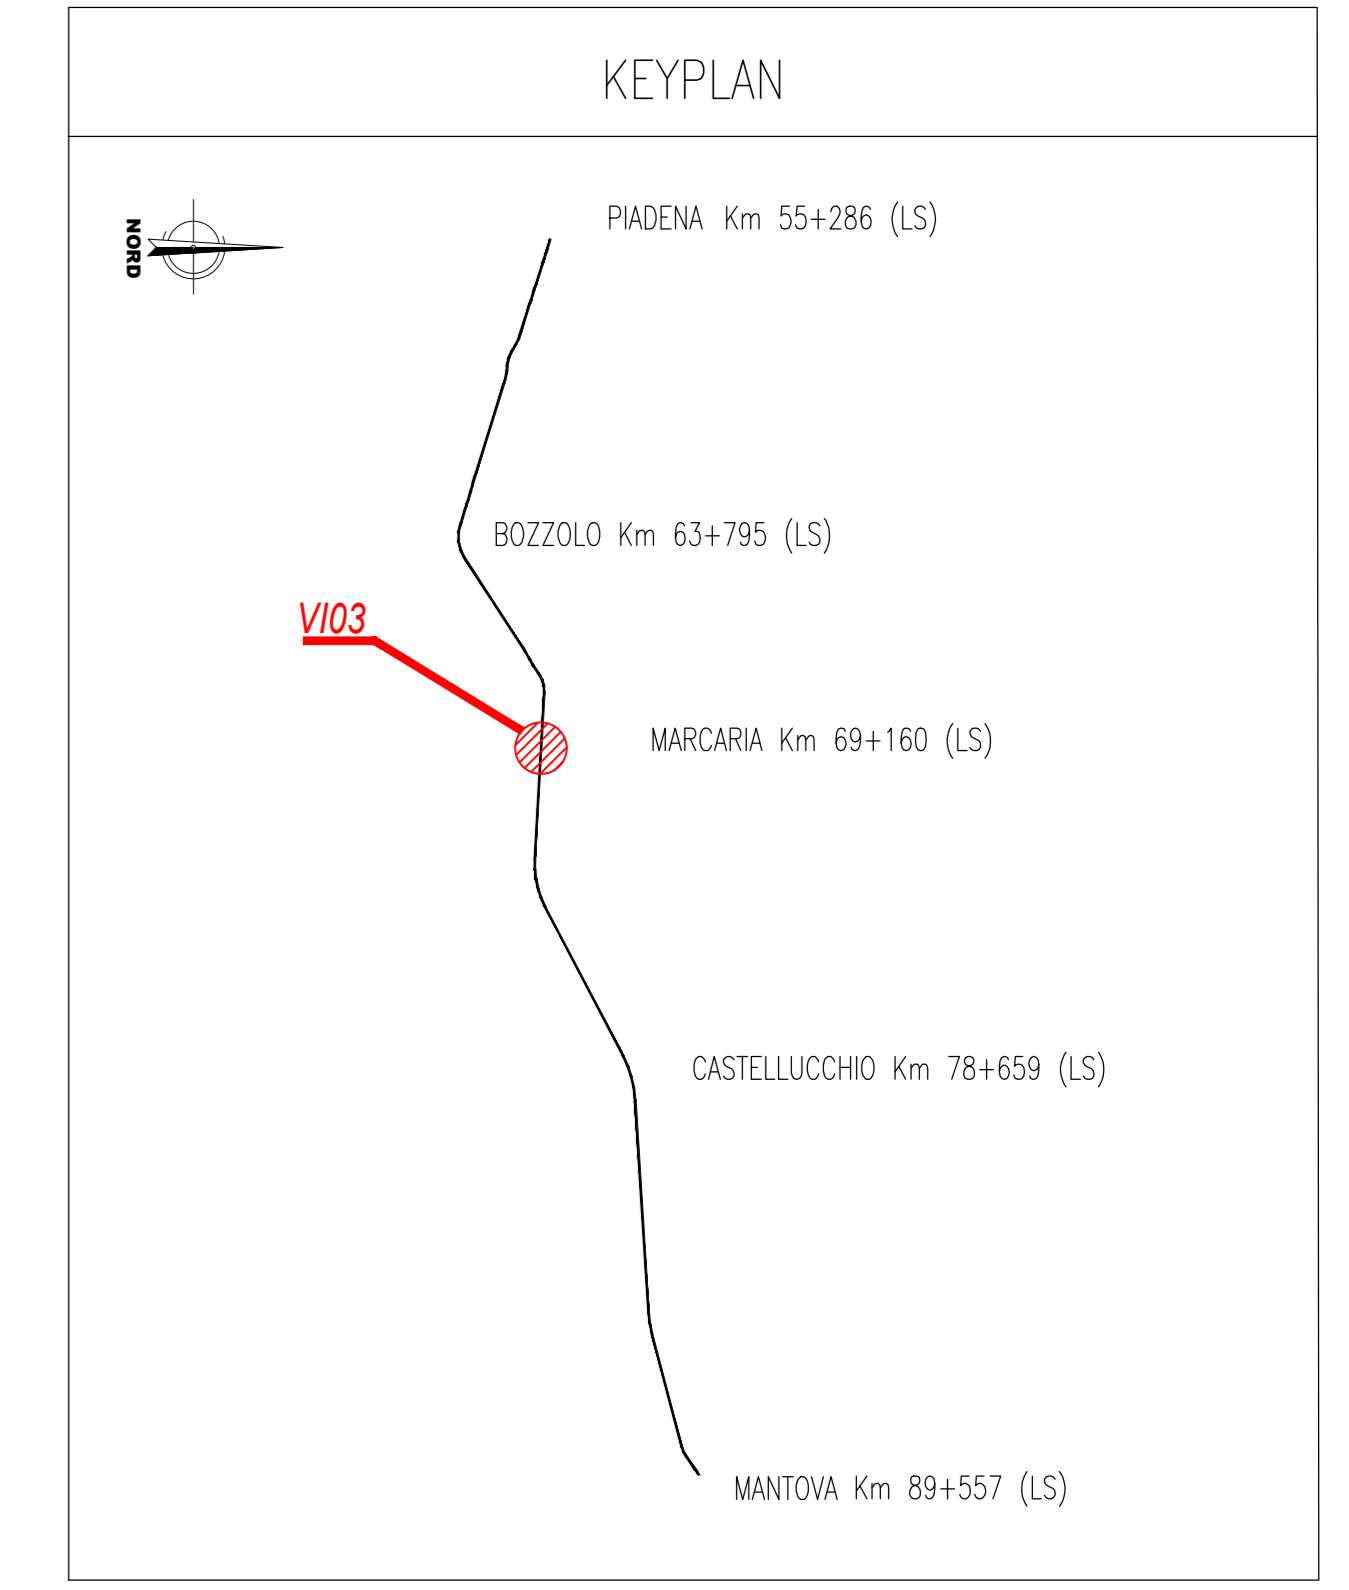 KEYPLAN
NORD
PIADENA Km 55+286 (LS)
BOZZOLO Km 63+795 (LS)
VI03
MARCARIA Km 69+160 (LS)
CASTELLUCCHIO Km 78+659 (LS)
MANTOVA Km 89+557 (LS)